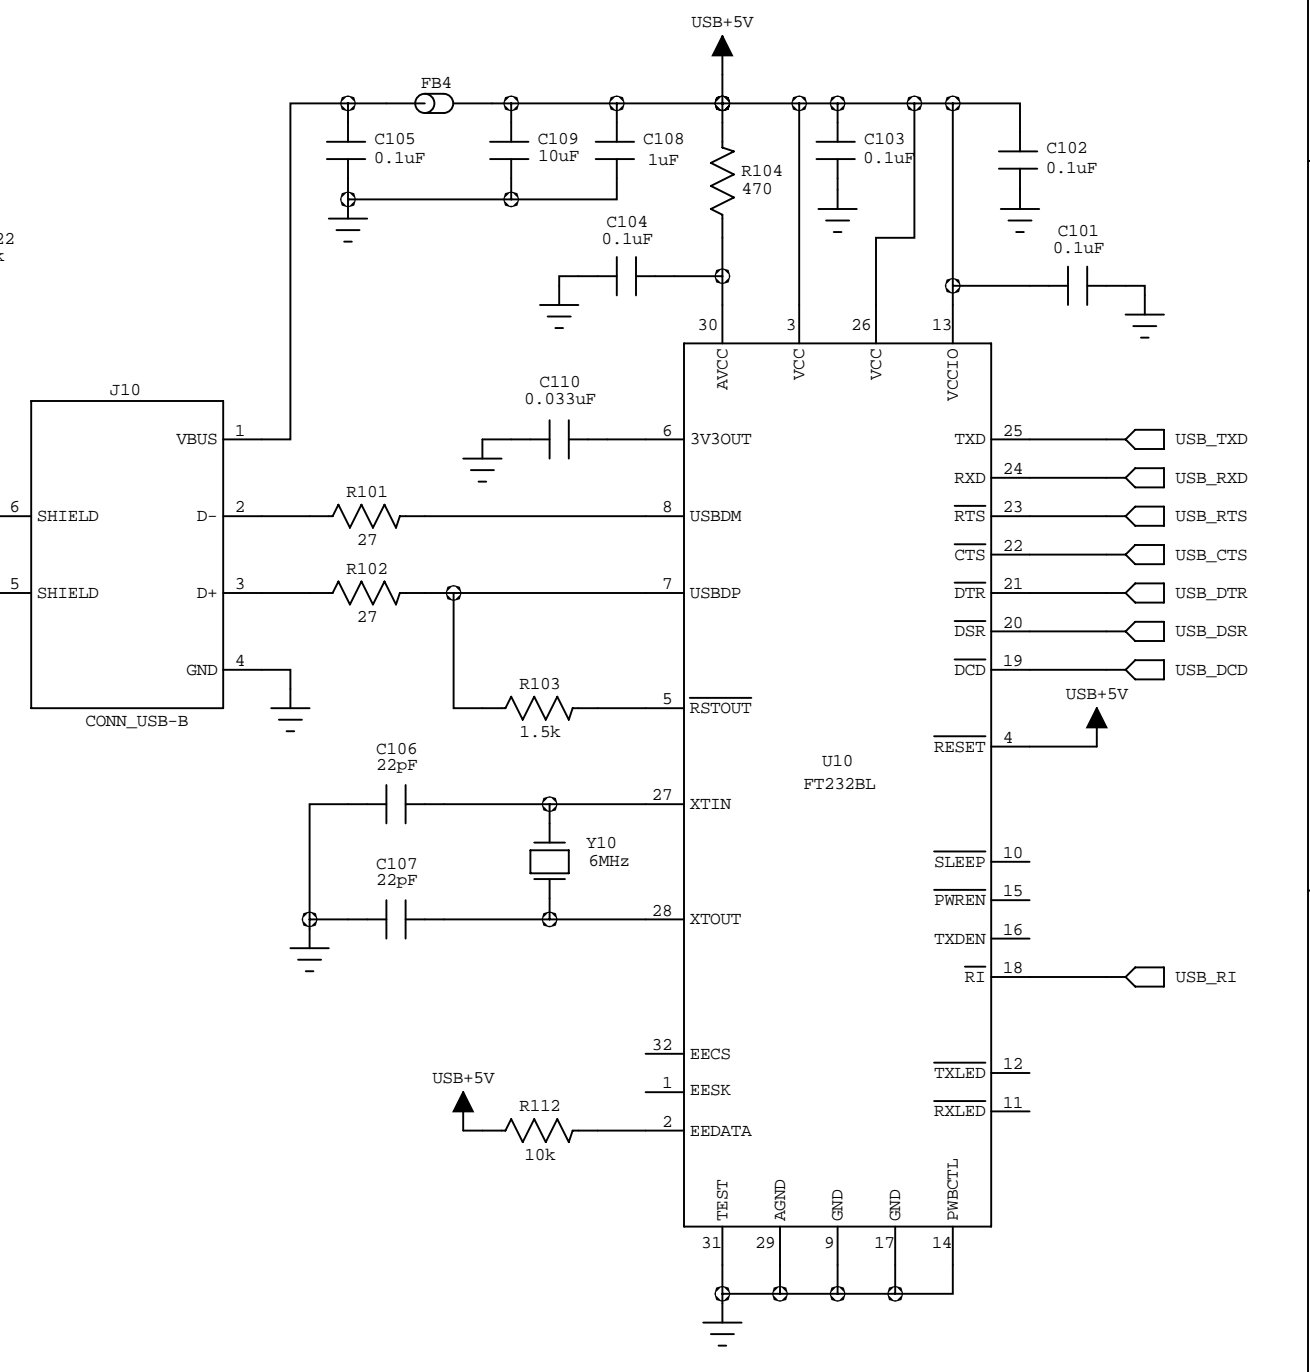 USB+5V
FB4
C105
0.1uF
C109
10uF
C108
1uF
R104
470
C103
0.1uF
C102
0.1uF
C104
0.1uF
C101
0.1uF
22
k
30
3
26
13
AVCC
VCC
VCC
VCCIO
J10
C110
0.033uF
VBUS
1
6
3V3OUT
TXD
25
USB_TXD
RXD
24
USB_RXD
6
SHIELD
D-
2
R101
27
8
USBDM
RTS
23
USB_RTS
CTS
22
USB_CTS
5
SHIELD
D+
3
R102
27
7
USBDP
DTR
21
USB_DTR
DSR
20
USB_DSR
GND
4
DCD
19
USB_DCD
CONN_USB-B
R103
1.5k
5
RSTOUT
USB+5V
RESET
4
U10
FT232BL
C106
22pF
27
XTIN
Y10
6MHz
C107
22pF
28
XTOUT
SLEEP
10
PWREN
15
TXDEN
16
RI
18
USB_RI
32
EECS
1
EESK
USB+5V
R112
10k
2
EEDATA
TXLED
12
RXLED
11
TEST
AGND
GND
GND
PWBCTL
31
29
9
17
14